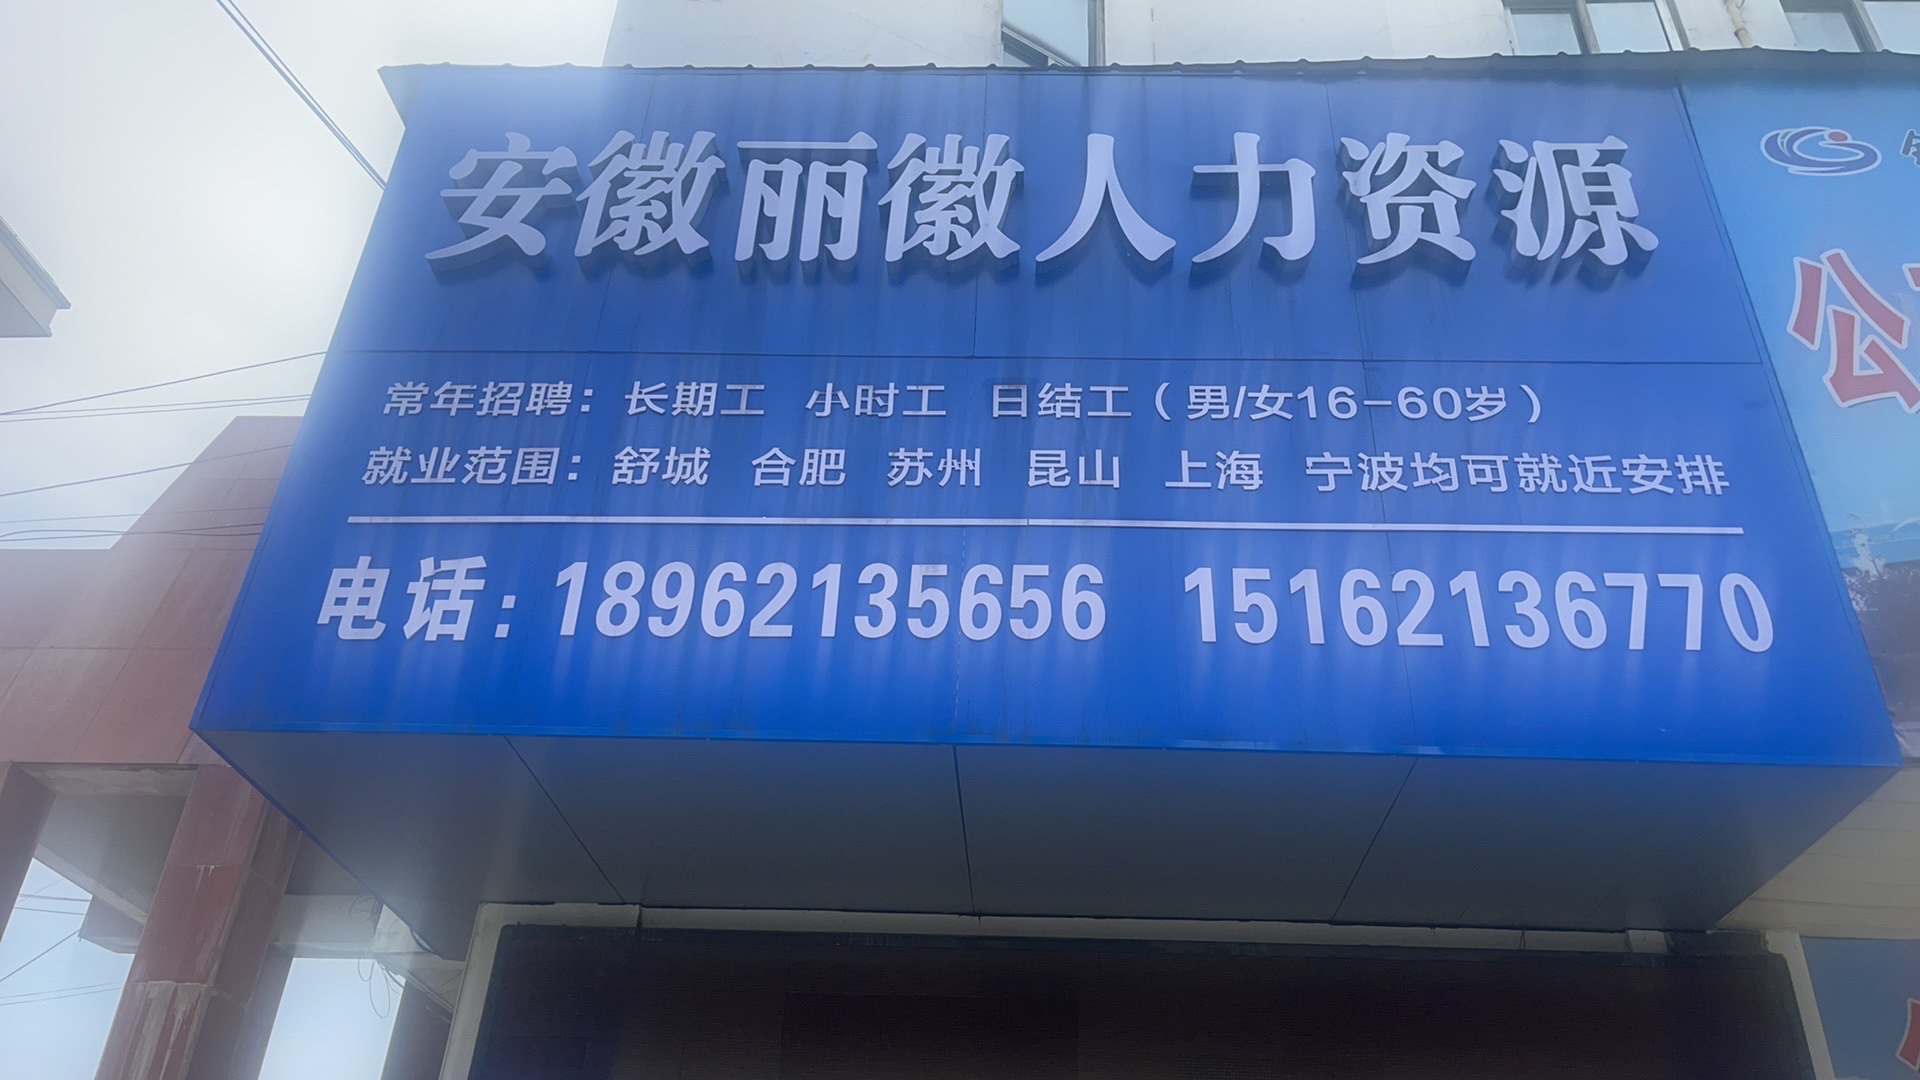 安徽丽徽人力资源
常年招聘：长期工 小时工 日结工（男/女16-60岁）
就业范围：舒城 合肥 苏州 昆山 上海 宁波均可就近安排
电话：18962135656 15162136770
公